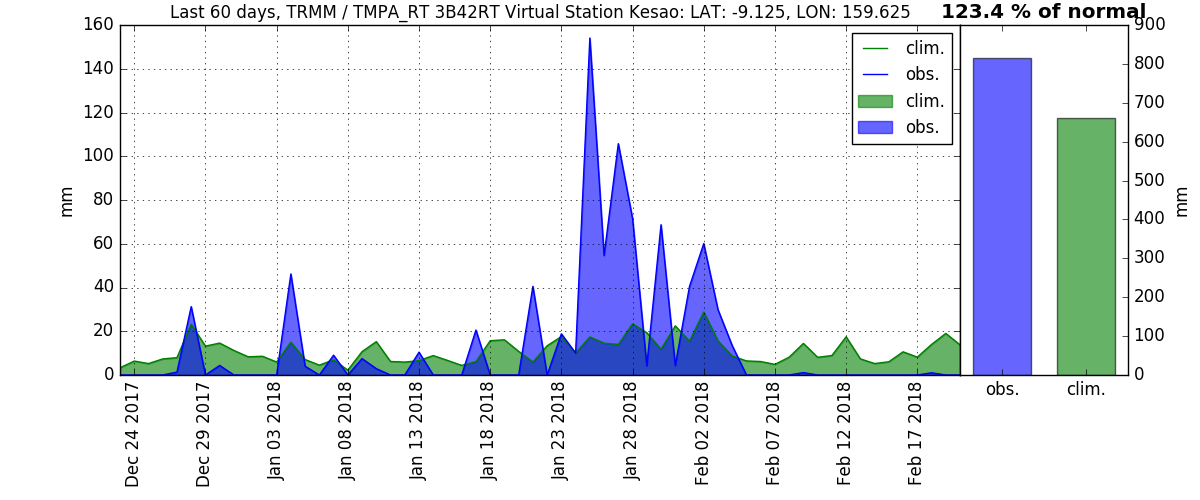 Last 60 days, TRMM / TMPA_RT 3B42RT Virtual Station Kesao: LAT: -9.125, LON: 159.625
123.4 % of normal
160
140
120
100
80
60
40
20
0
mm
clim.
obs.
clim.
obs.
Dec 24 2017
Dec 29 2017
Jan 03 2018
Jan 08 2018
Jan 13 2018
Jan 18 2018
Jan 23 2018
Jan 28 2018
Feb 02 2018
Feb 07 2018
Feb 12 2018
Feb 17 2018
900
800
700
600
500
400
300
200
100
0
mm
obs.
clim.